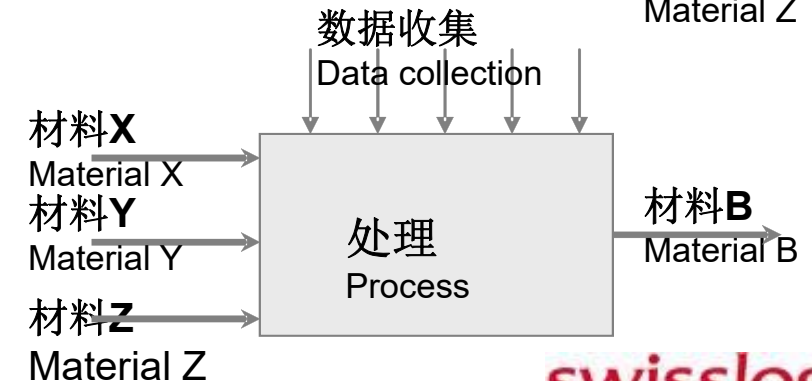 Material Z
数据收集
Data collection
材料X
Material X
材料Y
Material Y
材料Z
Material Z
处理
Process
材料B
Material B